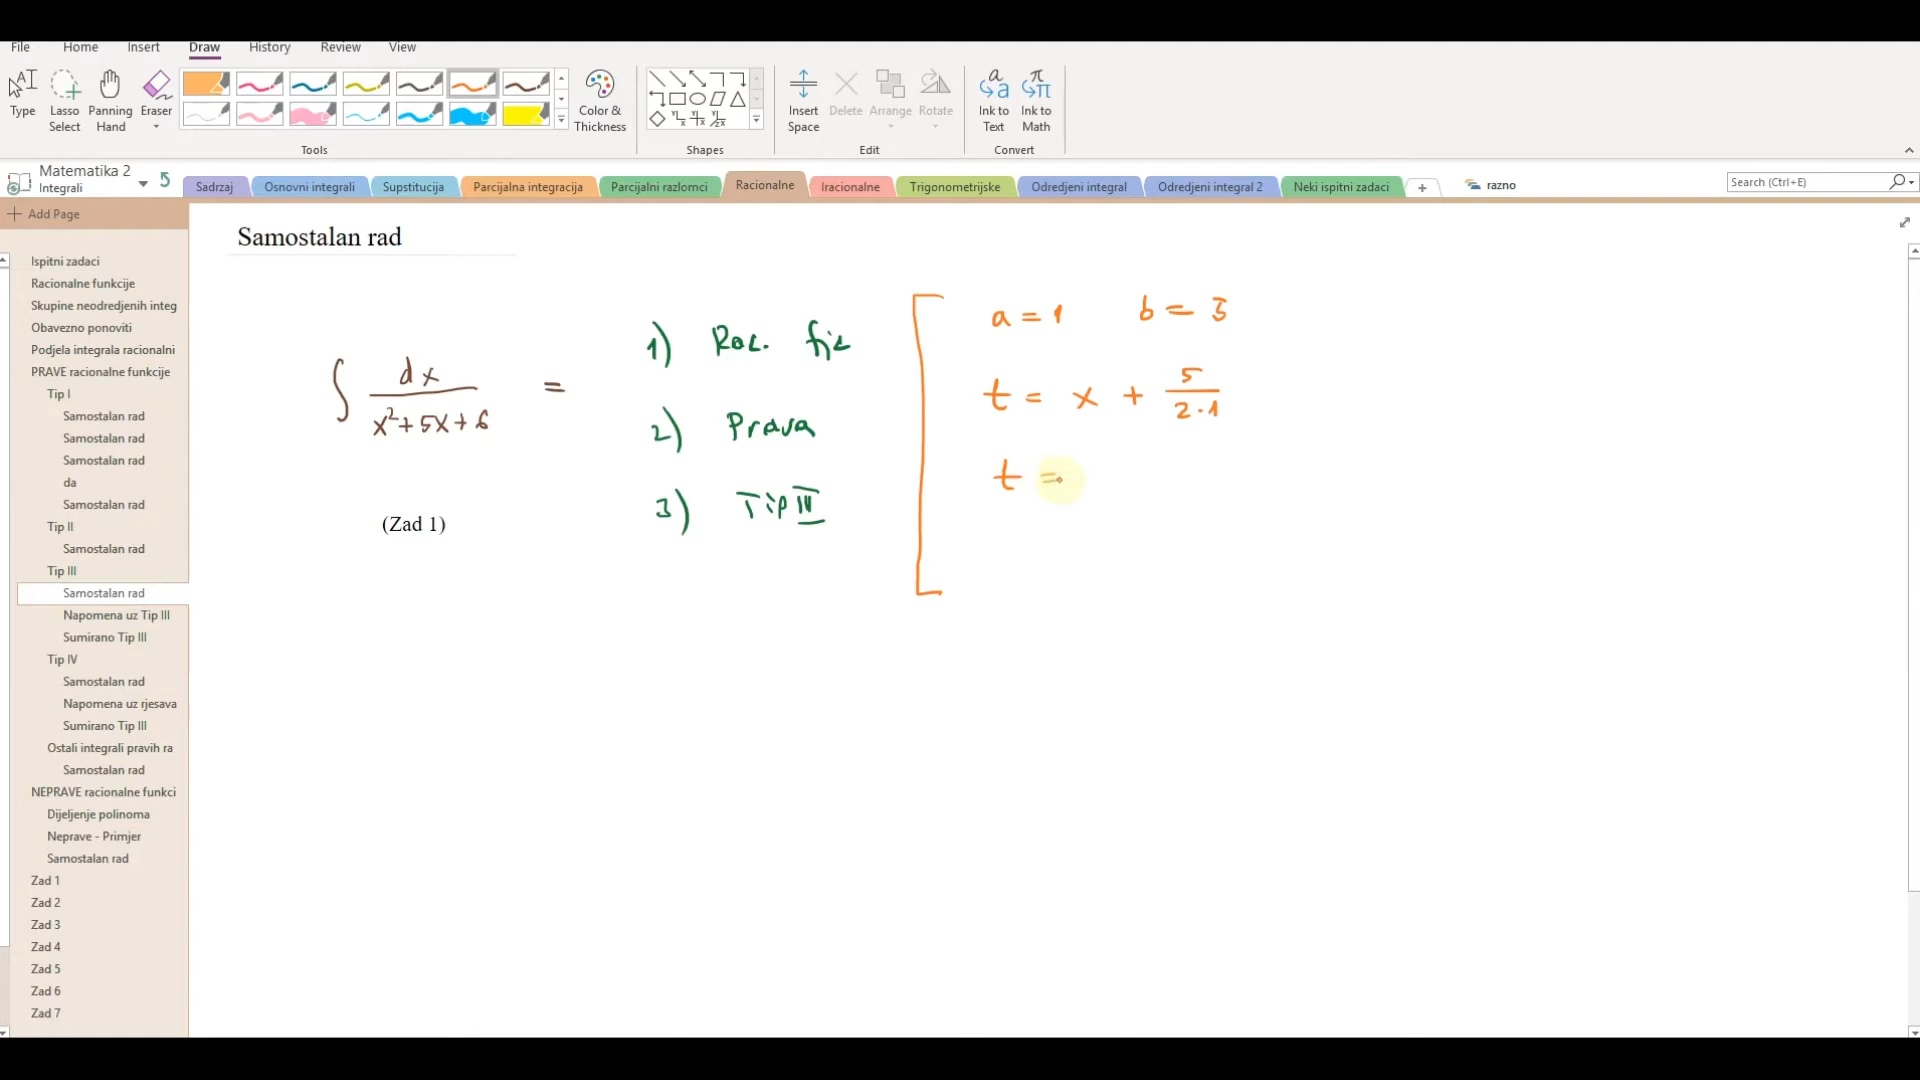 File Home Insert Draw History Review View
Type
Lasso Select
Panning Hand
Eraser
Color & Thickness
Insert Space
Delete
Arrange
Rotate
Ink to Text
Ink to Math
Tools
Shapes
Edit
Convert
Matematika 2
Integrali
Sadrzaj
Osnovni integrali
Supstitucija
Parcijalna integracija
Parcijalni razlomci
Racionalne
Iracionalne
Trigonometrijske
Odredjeni integral
Odredjeni integral 2
Neki ispitni zadaci
razno
Search (Ctrl+E)
Add Page
Ispitni zadaci
Racionalne funkcije
Skupine neodredjenih integ
Obavezno ponoviti
Podjela integrala racionalni
PRAVE racionalne funkcije
Tip I
Samostalan rad
Samostalan rad
Samostalan rad
da
Samostalan rad
Tip II
Samostalan rad
Tip III
Samostalan rad
Napomena uz Tip III
Sumirano Tip III
Tip IV
Samostalan rad
Napomena uz rjesava
Sumirano Tip III
Ostali integrali pravih ra
Samostalan rad
NEPRAVE racionalne funkci
Dijeljenje polinoma
Neprave - Primjer
Samostalan rad
Zad 1
Zad 2
Zad 3
Zad 4
Zad 5
Zad 6
Zad 7
Samostalan rad
∫ dx / (x²+5x+6) =
(Zad 1)
1) Rac. fje
2) Prava
3) Tip III
a = 1 b = 5
t = x + 5/(2·1)
t =